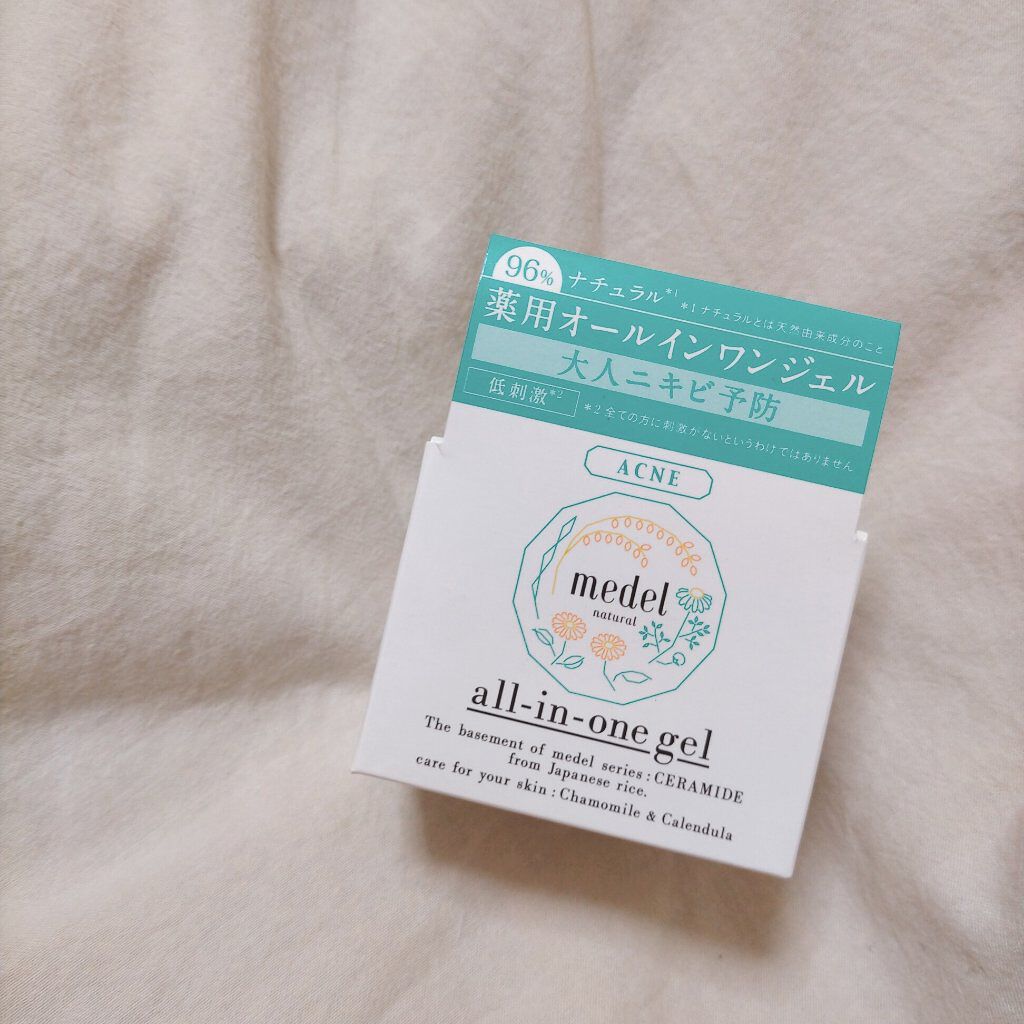 96% ナチュラル*1 *1 ナチュラルとは天然由来成分のこと
薬用オールインワンジェル
大人ニキビ予防
低刺激*2 *2 全ての方に刺激がないというわけではありません
ACNE
medel
natural
all-in-one gel
The basement of medel series : CERAMIDE
from Japanese rice.
care for your skin : Chamomile & Calendula